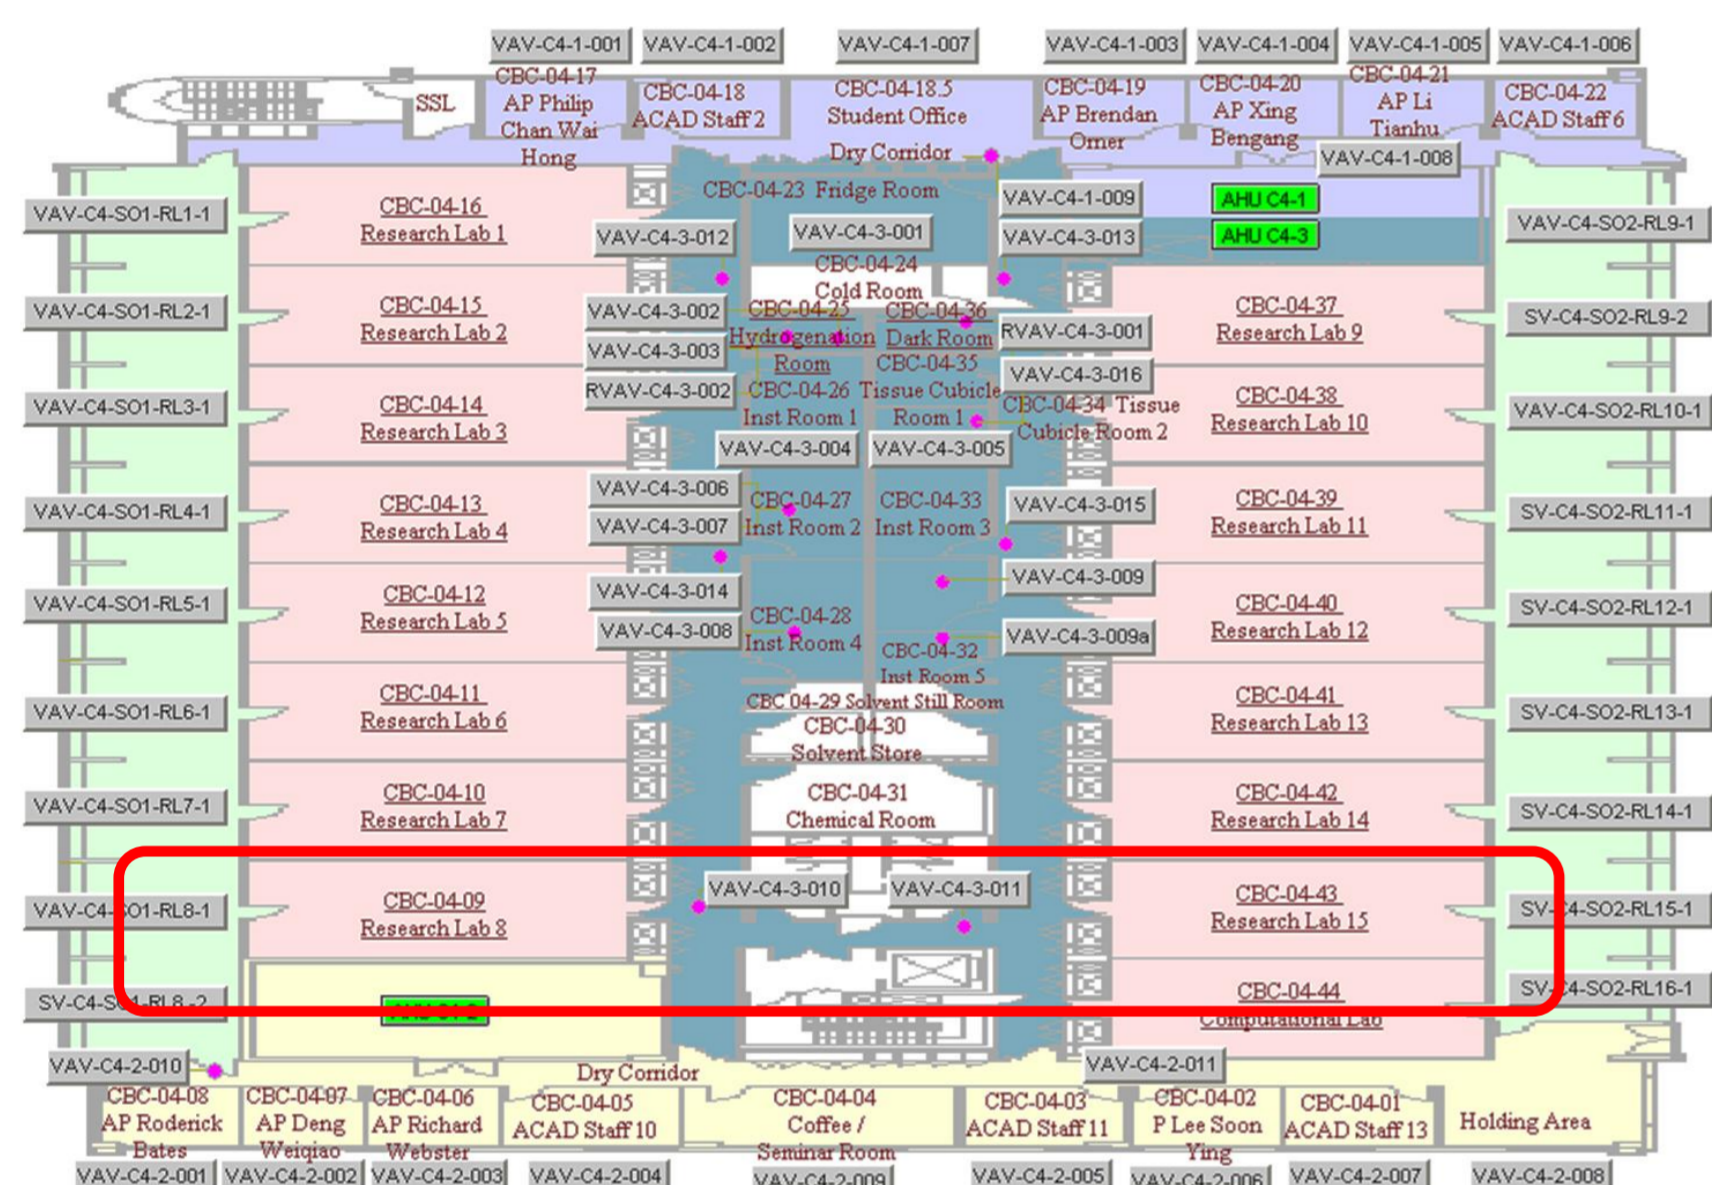 VAV-C4-1-001
VAV-C4-1-002
VAV-C4-1-007
VAV-C4-1-003
VAV-C4-1-004
VAV-C4-1-005
VAV-C4-1-006
SSL
CBC-04-17
AP Philip
Chan Wai
Hong
CBC-04-18
ACAD Staff 2
CBC-04-18.5
Student Office
CBC-04-19
AP Brendan
Orner
CBC-04-20
AP Xing
Bengang
CBC-04-21
AP Li
Tianhu
CBC-04-22
ACAD Staff 6
Dry Corridor
VAV-C4-1-008
VAV-C4-SO1-RL1-1
CBC-04-16
Research Lab 1
CBC-04-23 Fridge Room
VAV-C4-1-009
AHU C4-1
VAV-C4-3-012
VAV-C4-3-001
VAV-C4-3-013
AHU C4-3
VAV-C4-SO2-RL9-1
CBC-04-24
Cold Room
VAV-C4-SO1-RL2-1
CBC-04-15
Research Lab 2
VAV-C4-3-002
VAV-C4-3-003
RVAV-C4-3-002
CBC-04-25
Hydrogenation
Room
CBC-04-36
Dark Room
RVAV-C4-3-001
CBC-04-37
Research Lab 9
SV-C4-SO2-RL9-2
CBC-04-26
Inst Room 1
CBC-04-35
Tissue Cubicle
Room 1
VAV-C4-3-016
CBC-04-34 Tissue
Cubicle Room 2
VAV-C4-SO1-RL3-1
CBC-04-14
Research Lab 3
VAV-C4-3-004
VAV-C4-3-005
CBC-04-38
Research Lab 10
VAV-C4-SO2-RL10-1
VAV-C4-SO1-RL4-1
CBC-04-13
Research Lab 4
VAV-C4-3-006
VAV-C4-3-007
CBC-04-27
Inst Room 2
CBC-04-33
Inst Room 3
VAV-C4-3-015
CBC-04-39
Research Lab 11
SV-C4-SO2-RL11-1
VAV-C4-SO1-RL5-1
CBC-04-12
Research Lab 5
VAV-C4-3-014
VAV-C4-3-008
CBC-04-28
Inst Room 4
VAV-C4-3-009
VAV-C4-3-009a
CBC-04-32
Inst Room 5
CBC-04-40
Research Lab 12
SV-C4-SO2-RL12-1
VAV-C4-SO1-RL6-1
CBC-04-11
Research Lab 6
CBC 04-29 Solvent Still Room
CBC-04-30
Solvent Store
CBC-04-41
Research Lab 13
SV-C4-SO2-RL13-1
VAV-C4-SO1-RL7-1
CBC-04-10
Research Lab 7
CBC-04-31
Chemical Room
CBC-04-42
Research Lab 14
SV-C4-SO2-RL14-1
VAV-C4-SO1-RL8-1
CBC-04-09
Research Lab 8
VAV-C4-3-010
VAV-C4-3-011
CBC-04-43
Research Lab 15
SV-C4-SO2-RL15-1
SV-C4-SO1-RL8 -2
CBC-04-44
Computational Lab
SV-C4-SO2-RL16-1
VAV-C4-2-010
Dry Corridor
VAV-C4-2-011
CBC-04-08
AP Roderick
Bates
CBC-04-07
AP Deng
Weiqiao
CBC-04-06
AP Richard
Webster
CBC-04-05
ACAD Staff 10
CBC-04-04
Coffee /
Seminar Room
CBC-04-03
ACAD Staff 11
CBC-04-02
P Lee Soon
Ying
CBC-04-01
ACAD Staff 13
Holding Area
VAV-C4-2-001
VAV-C4-2-002
VAV-C4-2-003
VAV-C4-2-004
VAV-C4-2-009
VAV-C4-2-005
VAV-C4-2-006
VAV-C4-2-007
VAV-C4-2-008